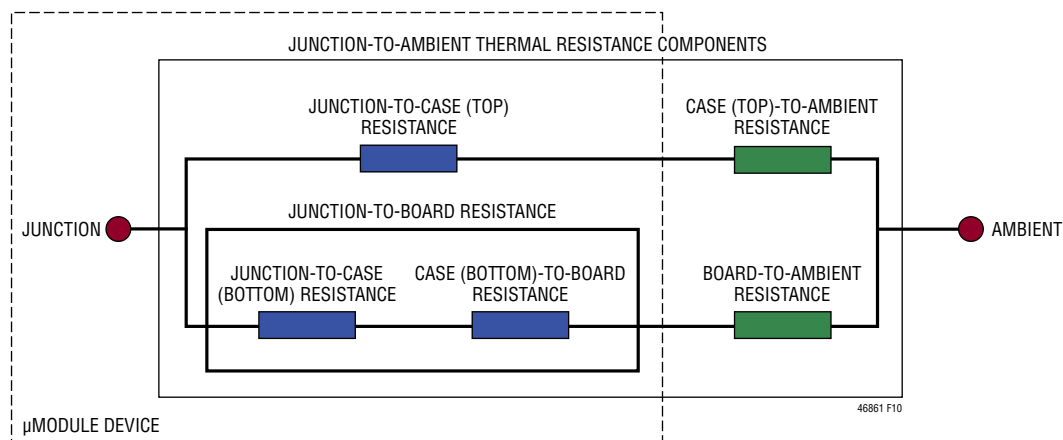 JUNCTION-TO-AMBIENT THERMAL RESISTANCE COMPONENTS
JUNCTION-TO-CASE (TOP)
RESISTANCE
CASE (TOP)-TO-AMBIENT
RESISTANCE
JUNCTION-TO-BOARD RESISTANCE
JUNCTION
AMBIENT
JUNCTION-TO-CASE
(BOTTOM) RESISTANCE
CASE (BOTTOM)-TO-BOARD
RESISTANCE
BOARD-TO-AMBIENT
RESISTANCE
46861 F10
µMODULE DEVICE